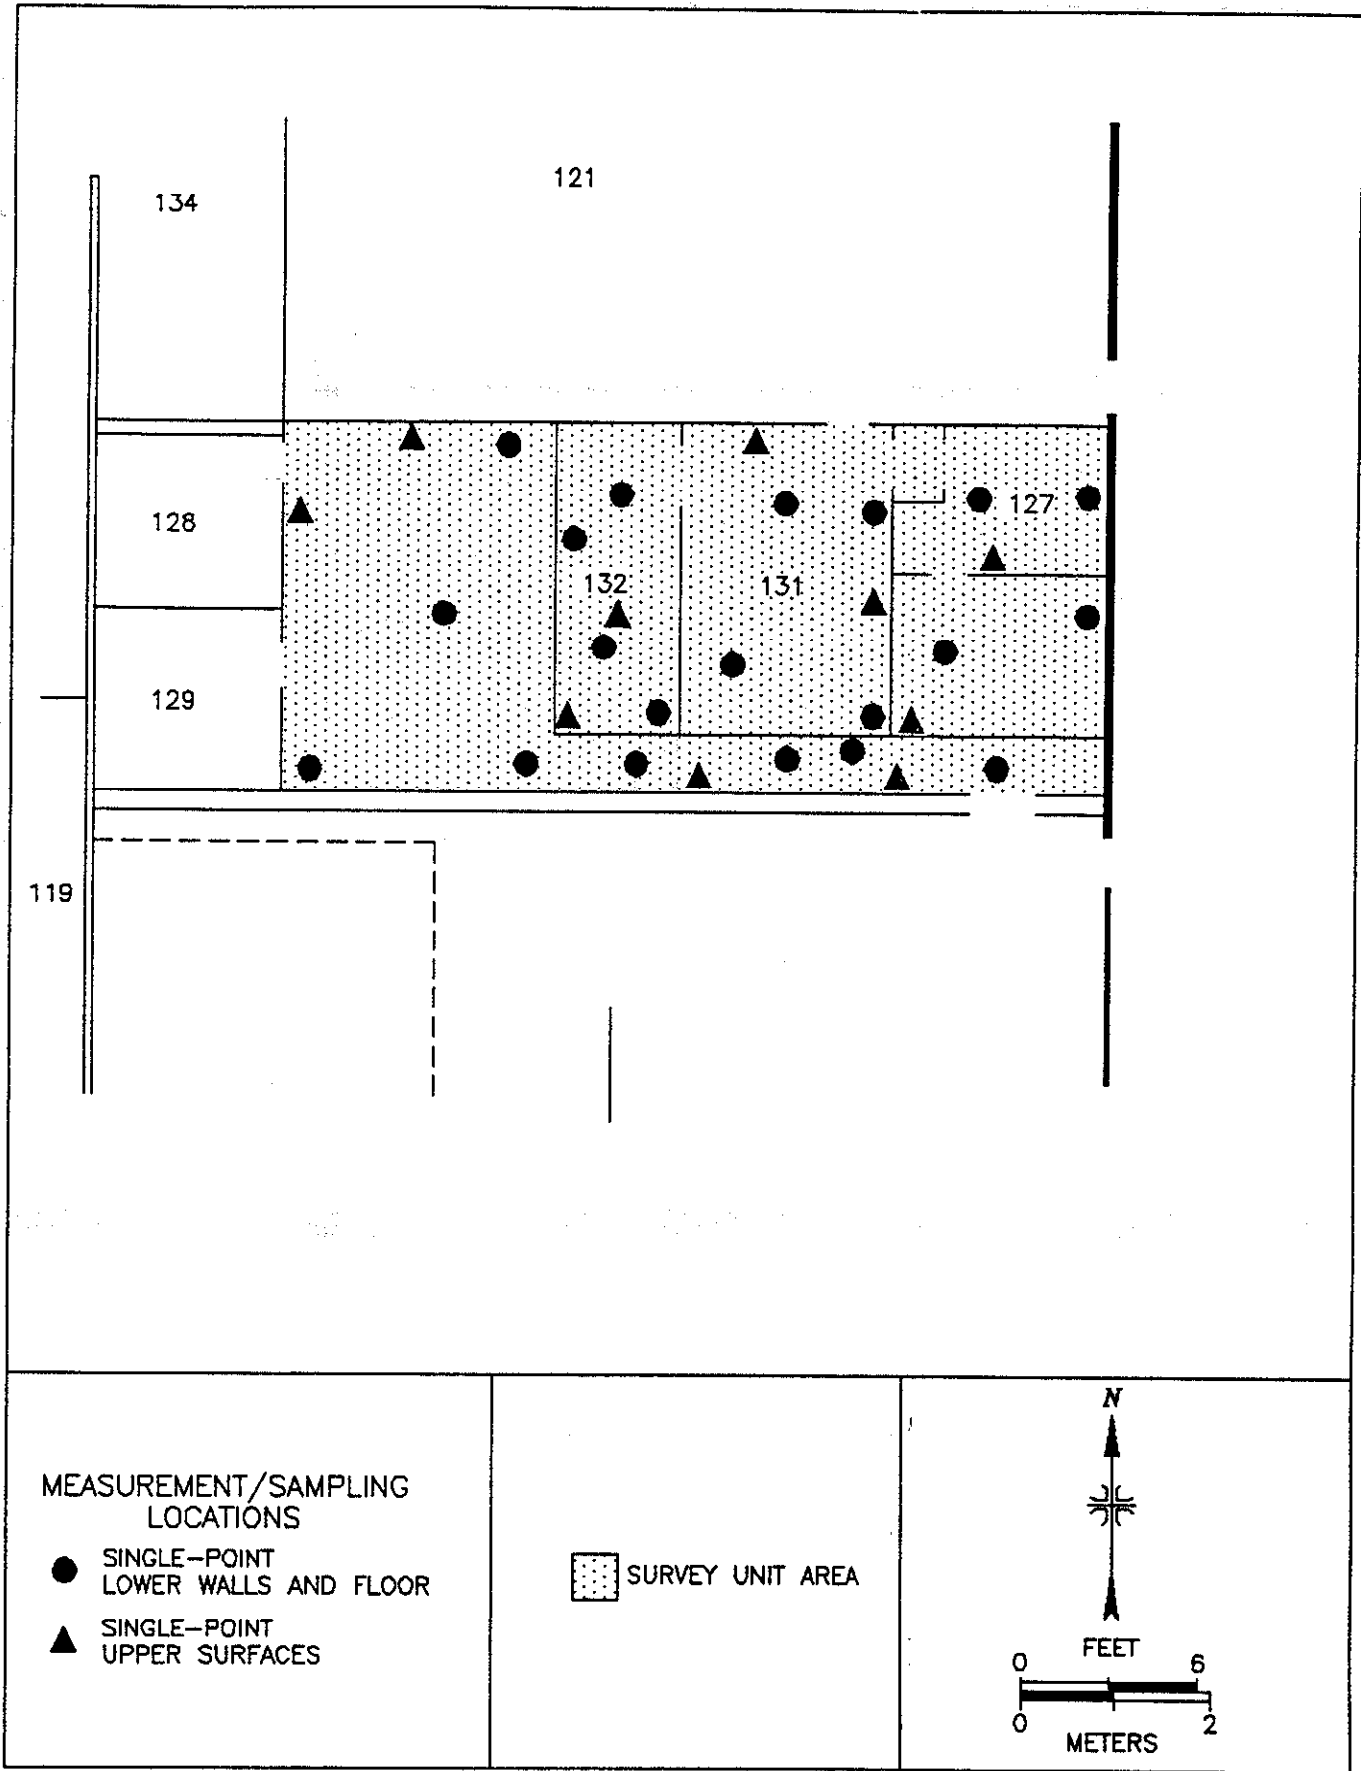 134
121
128
127
132
131
129
119
MEASUREMENT/SAMPLING
LOCATIONS
SINGLE-POINT
LOWER WALLS AND FLOOR
SINGLE-POINT
UPPER SURFACES
SURVEY UNIT AREA
N
FEET
0 6
0 2
METERS